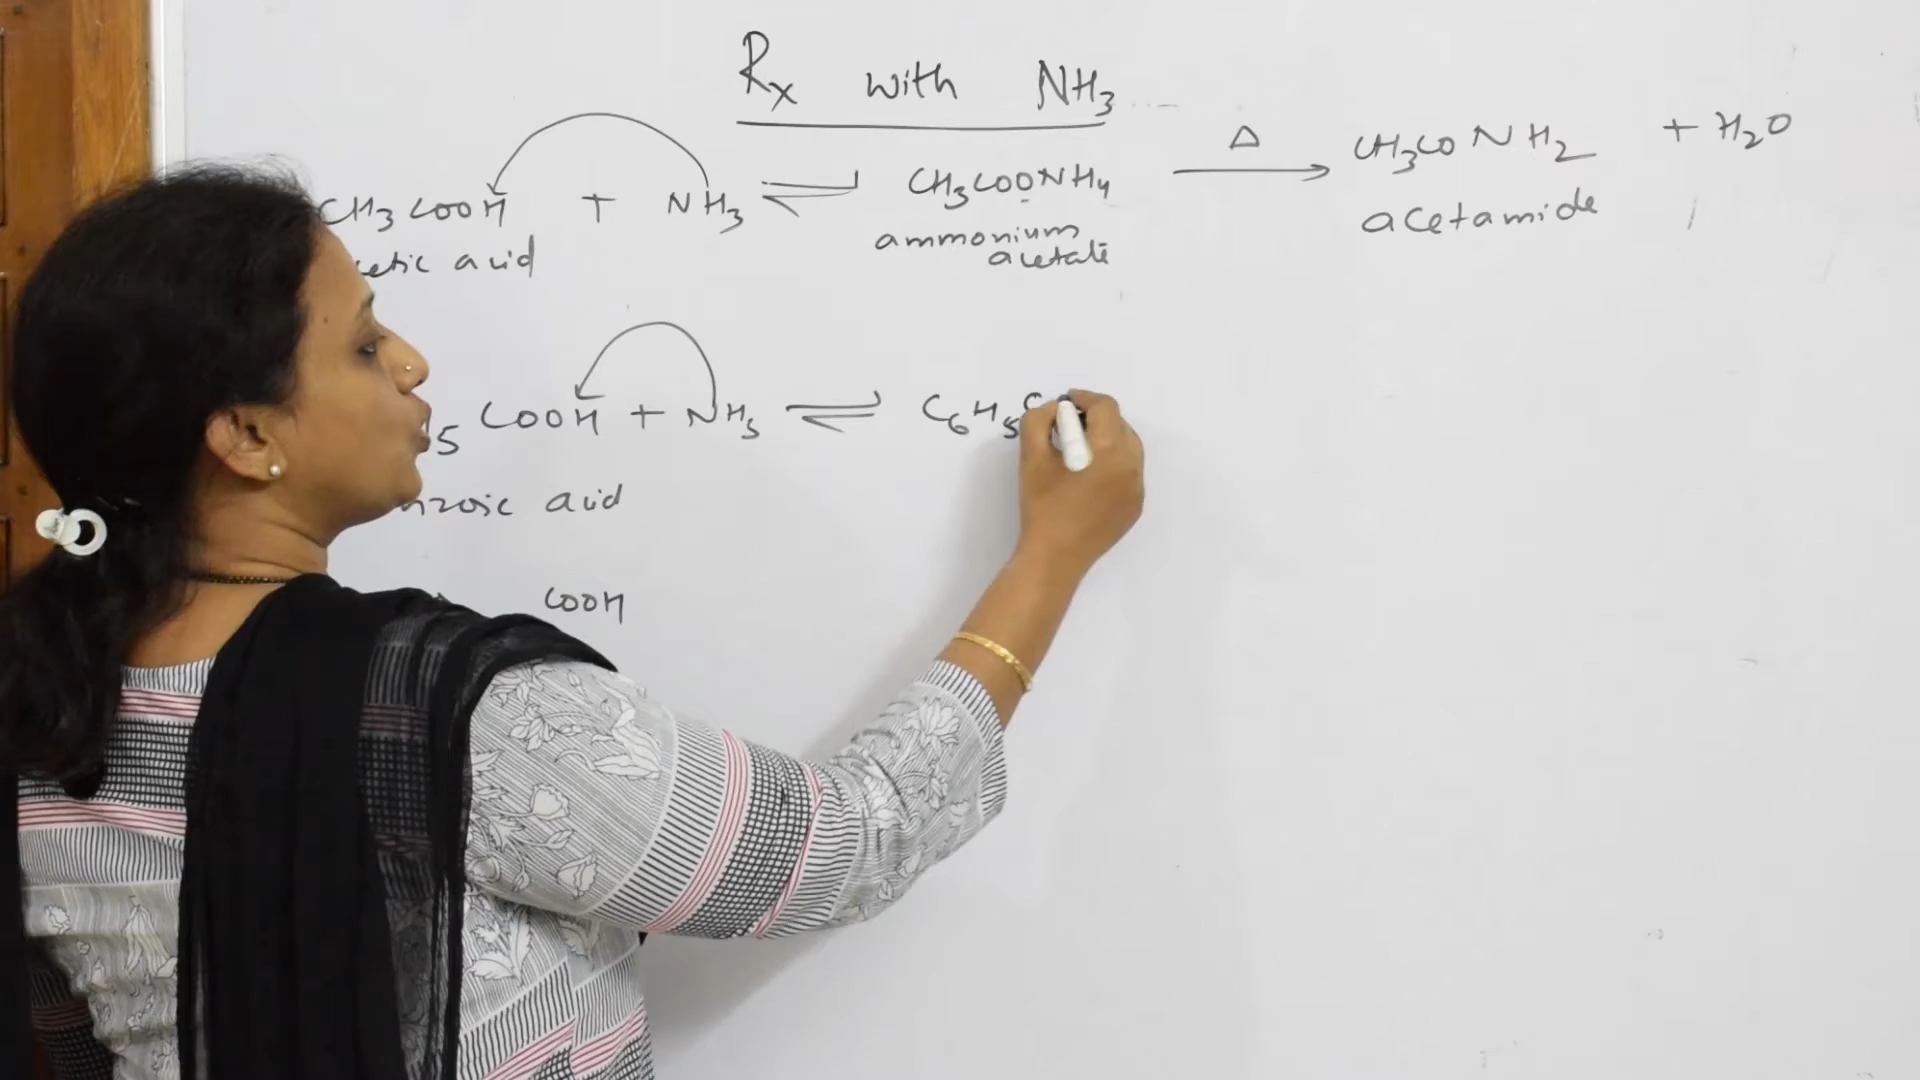 Rx with NH3
CH3COOH + NH3 ⇌ CH3COONH4 →Δ CH3CONH2 + H2O
etic acid ammonium acetate acetamide
5 COOH + NH3 ⇌ C6H5C
nzoic acid
COOH